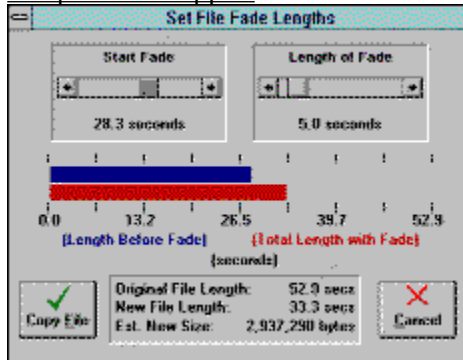 Set File Fade Lengths
Start Fade
28.3 seconds
Length of Fade
5.0 seconds
0.0 13.2 26.5 39.7 52.9
(Length Before Fade) (Total Length with Fade)
(seconds)
Copy File
Original File Length: 52.9 secs
New File Length: 33.3 secs
Est. New Size: 2,937,290 bytes
Cancel